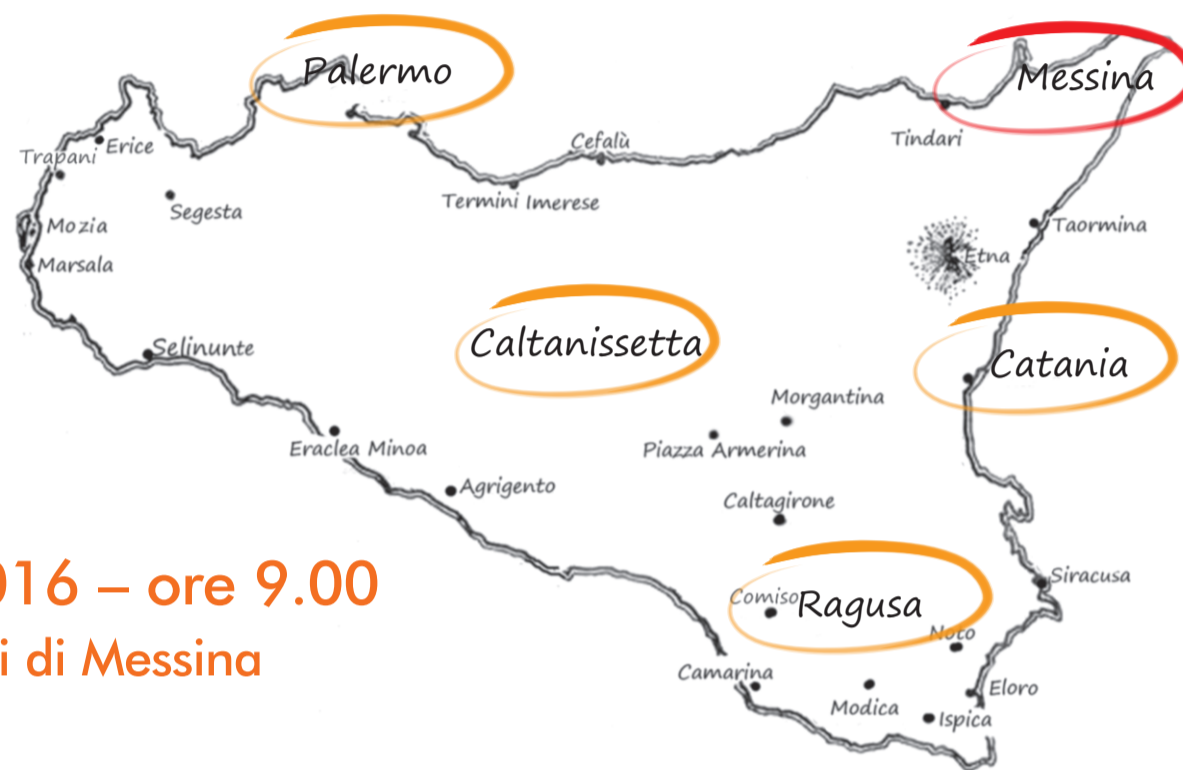 Palermo
Messina
Tindari
Cefalù
Erice
Trapani
Termini Imerese
Segesta
Mozia
Taormina
Etna
Marsala
Caltanissetta
Selinunte
Catania
Morgantina
Eraclea Minoa
Piazza Armerina
Agrigento
Caltagirone
016 – ore 9.00
Siracusa
Comiso
Ragusa
Noto
i di Messina
Camarina
Eloro
Modica
Ispica